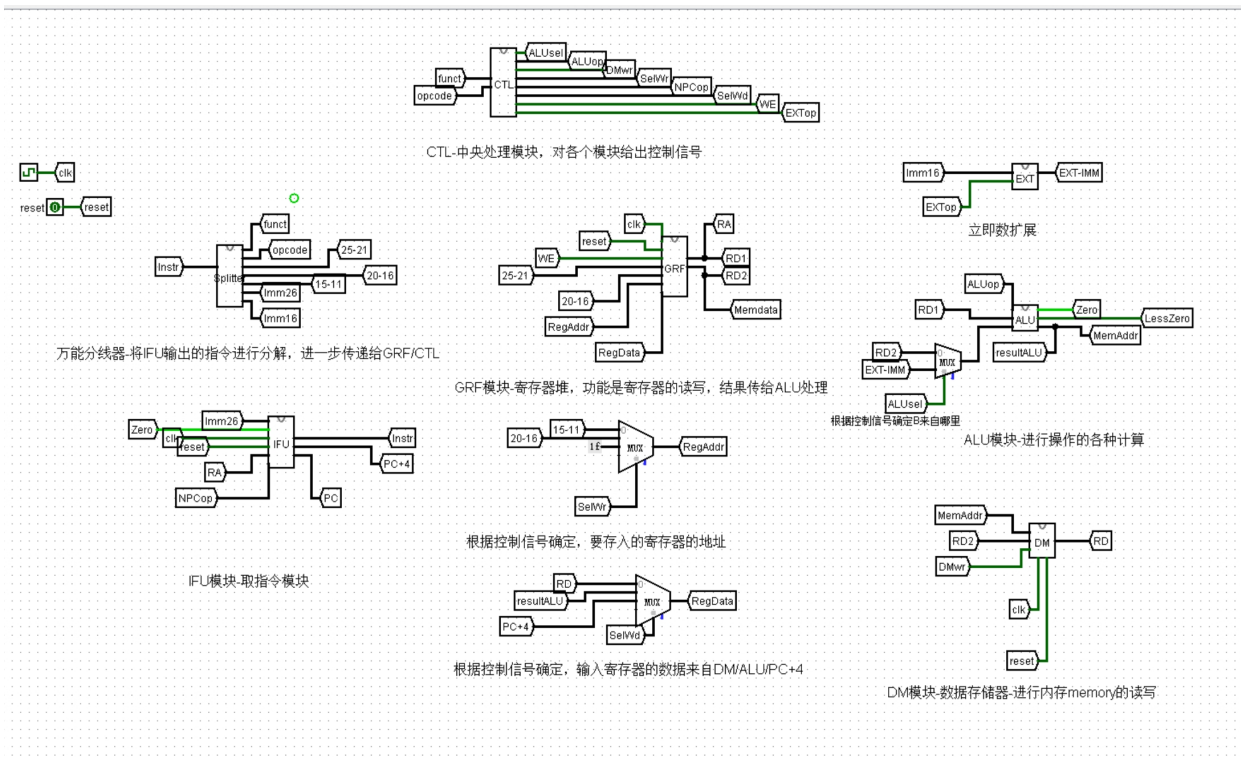 ALUsel
ALUop
DMwr
SelWr
NPCop
SelWd
WE
EXTop
funct
opcode
CTL
CTL-中央处理模块，对各个模块给出控制信号
clk
reset
reset
funct
opcode
25-21
20-16
15-11
Imm26
Imm16
Instr
Splitte
万能分线器-将IFU输出的指令进行分解，进一步传递给GRF/CTL
clk
reset
WE
25-21
20-16
RegAddr
RegData
GRF
RA
RD1
RD2
Memdata
GRF模块-寄存器堆，功能是寄存器的读写，结果传给ALU处理
Imm16
EXTop
EXT
EXT-IMM
立即数扩展
ALUop
RD1
RD2
EXT-IMM
0
MUX
ALUsel
ALU
Zero
LessZero
MemAddr
resultALU
根据控制信号确定B来自哪里
ALU模块-进行操作的各种计算
Imm26
Zero
clk
reset
RA
NPCop
IFU
Instr
PC+4
PC
IFU模块-取指令模块
15-11
20-16
1f
0
MUX
SelWr
RegAddr
根据控制信号确定，要存入的寄存器的地址
RD
resultALU
PC+4
0
MUX
SelWd
RegData
根据控制信号确定，输入寄存器的数据来自DM/ALU/PC+4
MemAddr
RD2
DMwr
DM
RD
clk
reset
DM模块-数据存储器-进行内存memory的读写